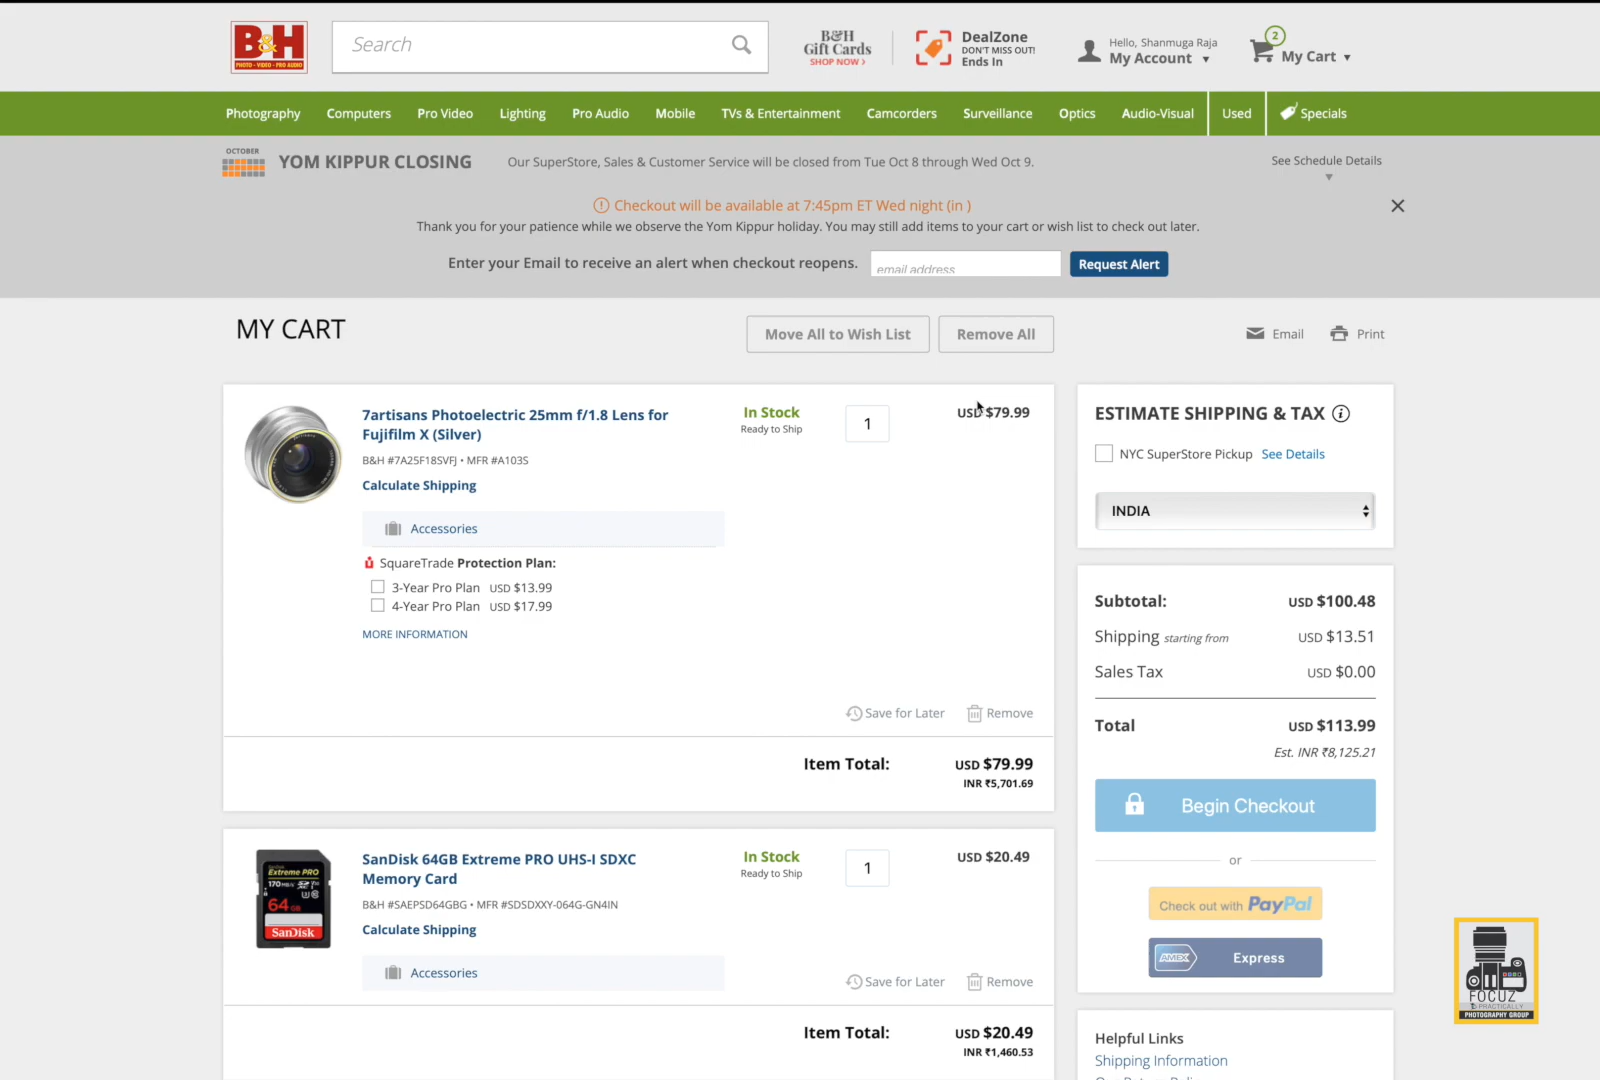 B&H
PHOTO - VIDEO - PRO AUDIO
Search
B&H
Gift Cards
SHOP NOW ›
DealZone
DON'T MISS OUT!
Ends In
Hello, Shanmuga Raja
My Account ▼
2
My Cart ▼
Photography
Computers
Pro Video
Lighting
Pro Audio
Mobile
TVs & Entertainment
Camcorders
Surveillance
Optics
Audio-Visual
Used
Specials
OCTOBER
YOM KIPPUR CLOSING
Our SuperStore, Sales & Customer Service will be closed from Tue Oct 8 through Wed Oct 9.
See Schedule Details
Checkout will be available at 7:45pm ET Wed night (in )
Thank you for your patience while we observe the Yom Kippur holiday. You may still add items to your cart or wish list to check out later.
Enter your Email to receive an alert when checkout reopens.
email address
Request Alert
MY CART
Move All to Wish List
Remove All
Email
Print
7artisans Photoelectric 25mm f/1.8 Lens for
Fujifilm X (Silver)
B&H #7A25F18SVFJ • MFR #A103S
Calculate Shipping
In Stock
Ready to Ship
1
USD $79.99
Accessories
SquareTrade Protection Plan:
3-Year Pro Plan USD $13.99
4-Year Pro Plan USD $17.99
MORE INFORMATION
Save for Later
Remove
Item Total:
USD $79.99
INR ₹5,701.69
SanDisk
Extreme PRO
170 MB/s
64 GB
SanDisk
SanDisk 64GB Extreme PRO UHS-I SDXC
Memory Card
B&H #SAEPSD64GBG • MFR #SDSDXXY-064G-GN4IN
Calculate Shipping
In Stock
Ready to Ship
1
USD $20.49
Accessories
Save for Later
Remove
Item Total:
USD $20.49
INR ₹1,460.53
ESTIMATE SHIPPING & TAX
NYC SuperStore Pickup See Details
INDIA
Subtotal: USD $100.48
Shipping starting from USD $13.51
Sales Tax USD $0.00
Total USD $113.99
Est. INR ₹8,125.21
Begin Checkout
or
Check out with PayPal
AMEX Express
Helpful Links
Shipping Information
FOCUZ
PRACTICALLY
PHOTOGRAPHY GROUP